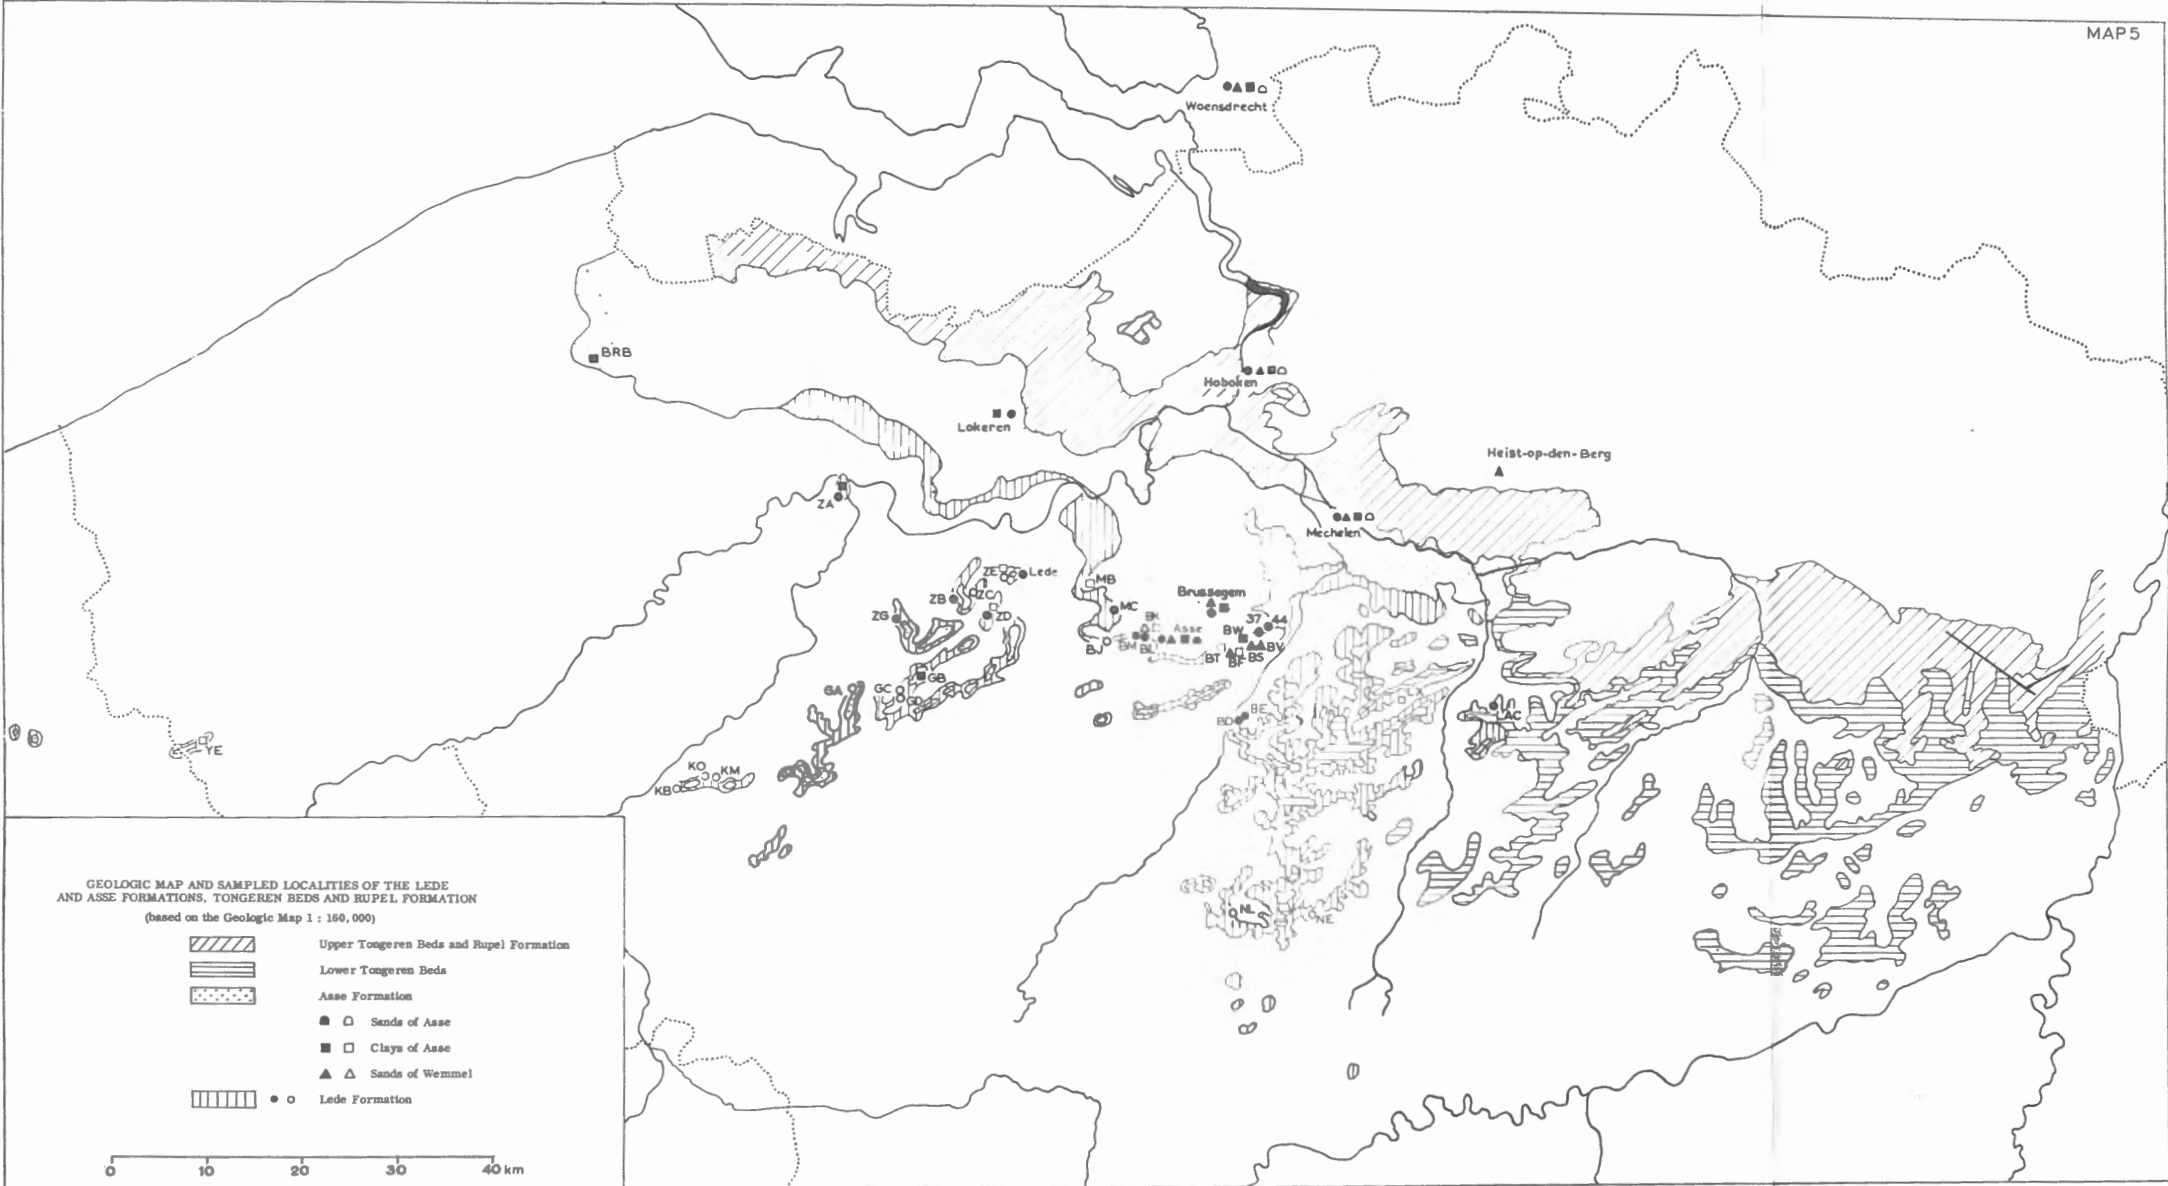 MAP 5
Woensdrecht
BRB
Hoboken
Lokeren
Heist-op-den-Berg
ZA
Mechelen
ZE
Lede
MB
ZB
ZC
Brussegem
MC
ZG
ZD
37
44
BK
Asse
BW
BM
BL
BJ
BV
BT
BF
BS
GB
GA
GC
GD
AC
BD
BE
YE
KO
KM
KB
NL
NE
GEOLOGIC MAP AND SAMPLED LOCALITIES OF THE LEDE
AND ASSE FORMATIONS, TONGEREN BEDS AND RUPEL FORMATION
(based on the Geologic Map 1 : 160,000)
Upper Tongeren Beds and Rupel Formation
Lower Tongeren Beds
Asse Formation
Sands of Asse
Clays of Asse
Sands of Wemmel
Lede Formation
0 10 20 30 40 km